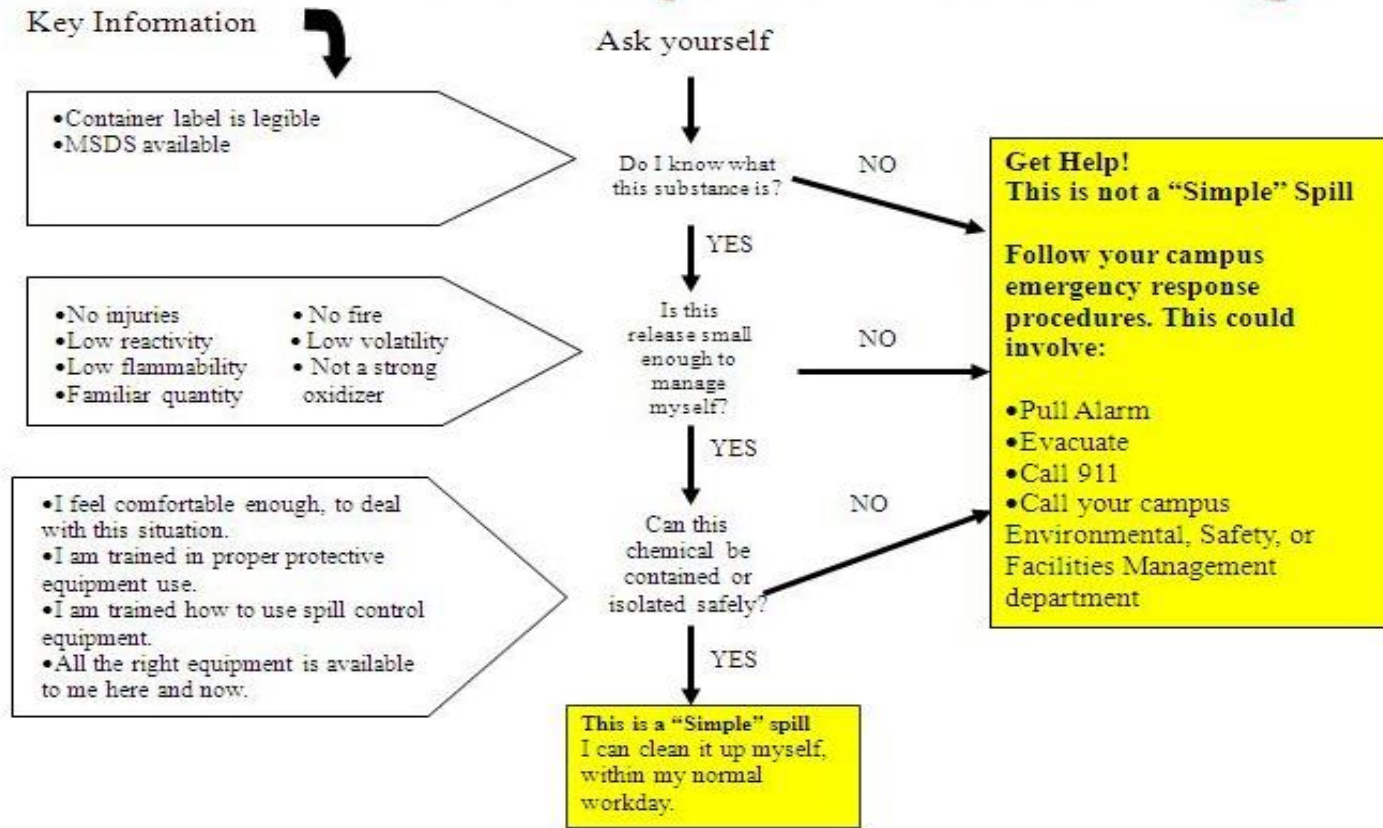 Key Information
Ask yourself
•Container label is legible
•MSDS available
Do I know what
this substance is?
NO
YES
•No injuries
•Low reactivity
•Low flammability
•Familiar quantity
• No fire
•Low volatility
• Not a strong
oxidizer
Is this
release small
enough to
manage
myself?
NO
YES
•I feel comfortable enough, to deal
with this situation.
•I am trained in proper protective
equipment use.
•I am trained how to use spill control
equipment.
•All the right equipment is available
to me here and now.
Can this
chemical be
contained or
isolated safely?
NO
YES
This is a “Simple” spill
I can clean it up myself,
within my normal
workday.
Get Help!
This is not a “Simple” Spill
Follow your campus
emergency response
procedures. This could
involve:
•Pull Alarm
•Evacuate
•Call 911
•Call your campus
Environmental, Safety, or
Facilities Management
department